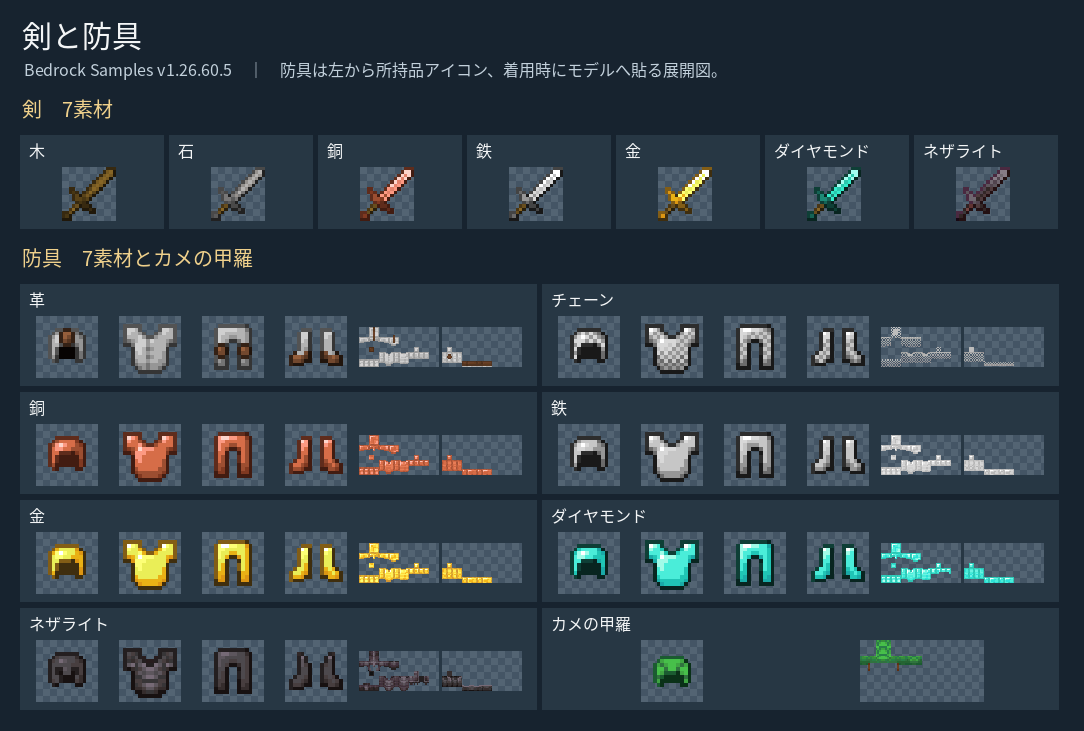 剣と防具
Bedrock Samples v1.26.60.5 ｜ 防具は左から所持品アイコン、着用時にモデルへ貼る展開図。
剣 7素材
木 石 銅 鉄 金 ダイヤモンド ネザライト
防具 7素材とカメの甲羅
革 チェーン
銅 鉄
金 ダイヤモンド
ネザライト カメの甲羅